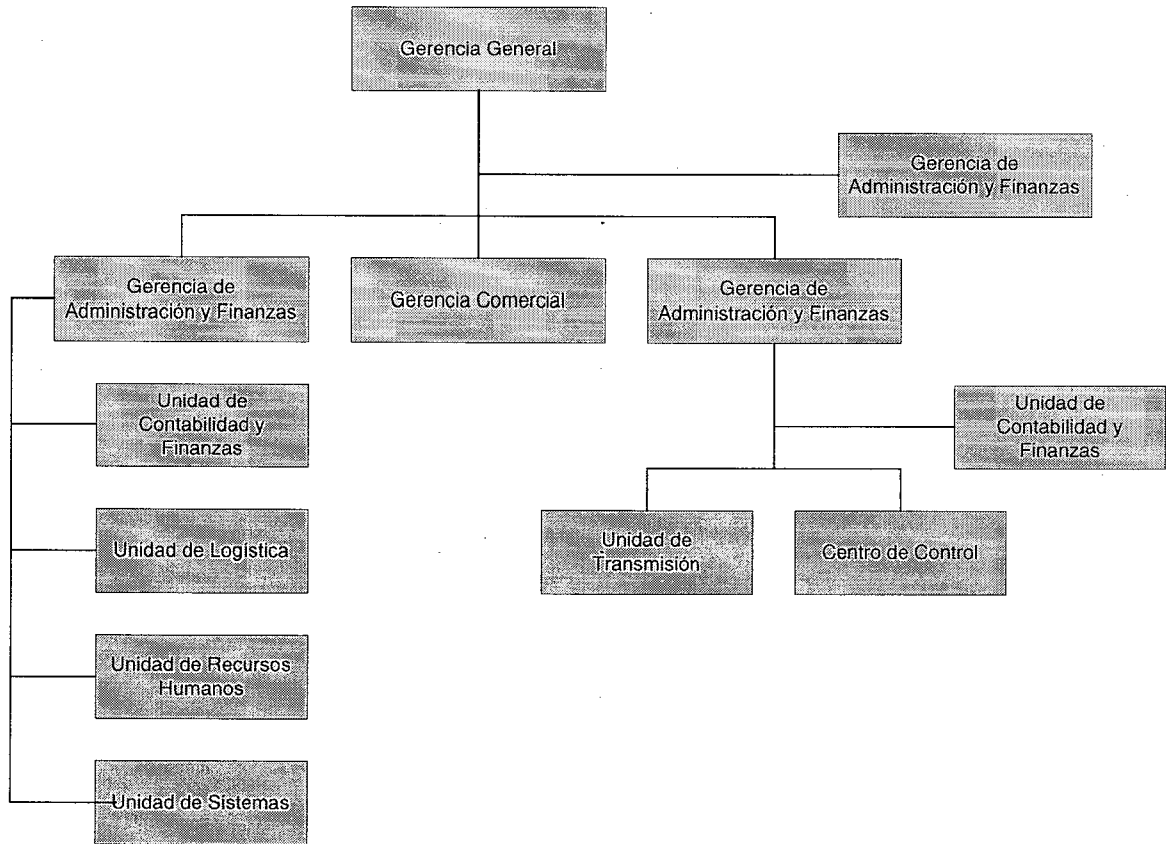 Gerencia General
Gerencia de
Administración y Finanzas
Gerencia de
Administración y Finanzas
Gerencia Comercial
Gerencia de
Administración y Finanzas
Unidad de
Contabilidad y
Finanzas
Unidad de
Contabilidad y
Finanzas
Unidad de Logística
Unidad de
Transmisión
Centro de Control
Unidad de Recursos
Humanos
Unidad de Sistemas